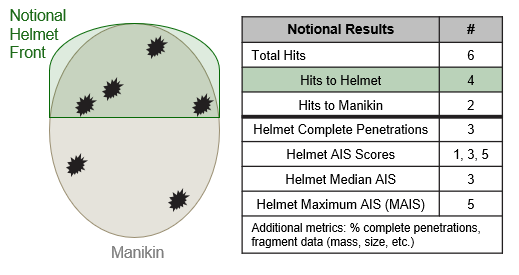 Notional
Helmet
Front
Manikin
Notional Results #
Total Hits 6
Hits to Helmet 4
Hits to Manikin 2
Helmet Complete Penetrations 3
Helmet AIS Scores 1, 3, 5
Helmet Median AIS 3
Helmet Maximum AIS (MAIS) 5
Additional metrics: % complete penetrations,
fragment data (mass, size, etc.)